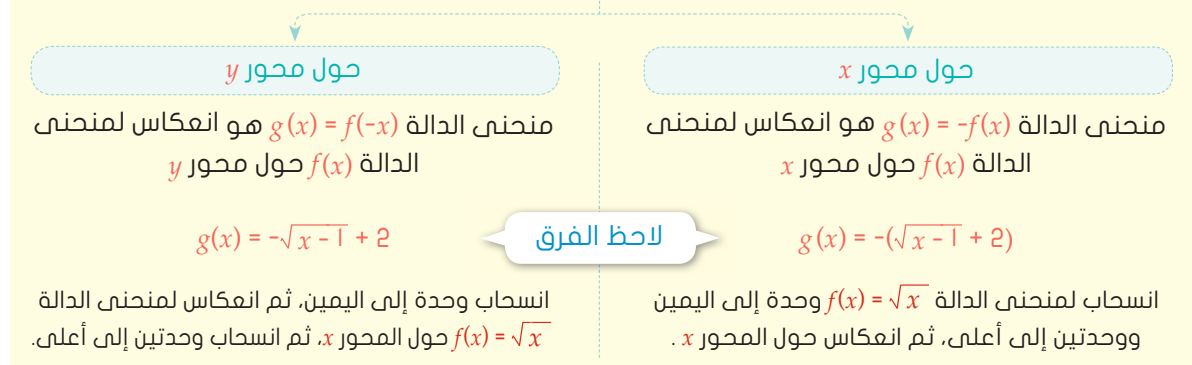 حول محور x
منحنى الدالة g(x) = -f(x) هو انعكاس لمنحنى
الدالة f(x) حول محور x
g(x) = -(√x - 1 + 2)
انسحاب لمنحنى الدالة f(x) = √x وحدة إلى اليمين
ووحدتين إلى أعلى، ثم انعكاس حول المحور x .
لاحظ الفرق
حول محور y
منحنى الدالة g(x) = f(-x) هو انعكاس لمنحنى
الدالة f(x) حول محور y
g(x) = -√x - 1 + 2
انسحاب وحدة إلى اليمين، ثم انعكاس لمنحنى الدالة
f(x) = √x حول المحور x، ثم انسحاب وحدتين إلى أعلى.